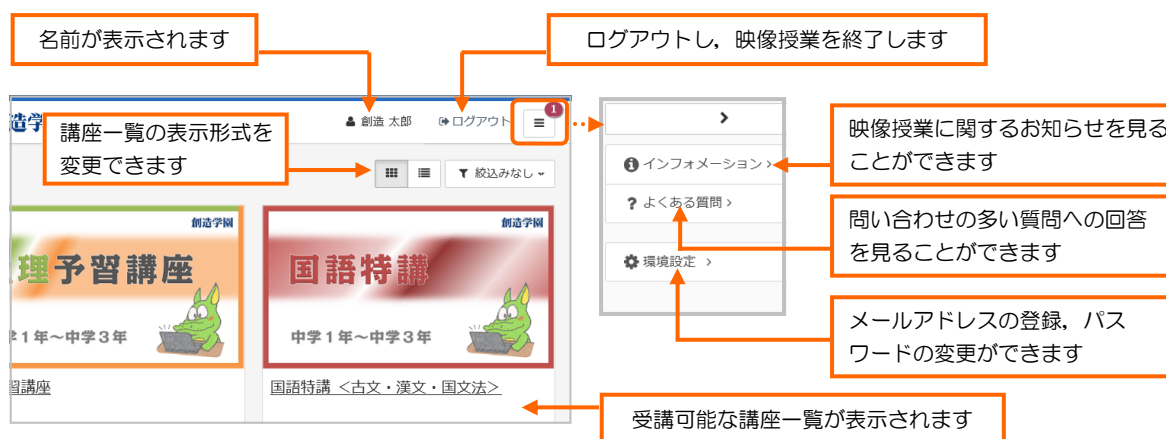 名前が表示されます
ログアウトし，映像授業を終了します
造学
創造 太郎
ログアウト
1
講座一覧の表示形式を
変更できます
絞込みなし
創造学園
理予習講座
中学1年～中学3年
習講座
創造学園
国語特講
中学1年～中学3年
国語特講 ＜古文・漢文・国文法＞
インフォメーション
よくある質問
環境設定
映像授業に関するお知らせを見る
ことができます
問い合わせの多い質問への回答
を見ることができます
メールアドレスの登録，パス
ワードの変更ができます
受講可能な講座一覧が表示されます